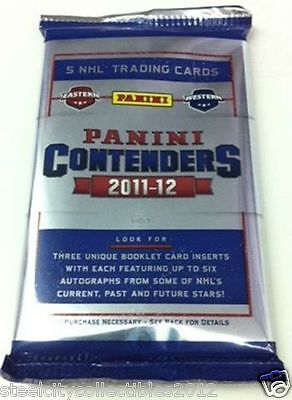 5 NHL® TRADING CARDS
EASTERN
PANINI
WESTERN
PANINI
CONTENDERS
2011-12
LOOK FOR:
THREE UNIQUE BOOKLET CARD INSERTS
WITH EACH FEATURING UP TO SIX
AUTOGRAPHS FROM SOME OF NHL'S
CURRENT, PAST AND FUTURE STARS!
PURCHASE NECESSARY - SEE BACK FOR DETAILS
steelcitycollectibles2012